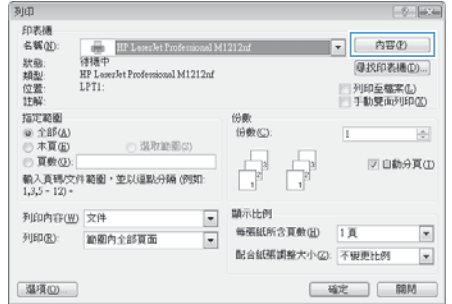 列印
印表機
名稱(N): HP LaserJet Professional M1212nf 內容(P)
狀態: 待機中
類型: HP LaserJet Professional M1212nf 尋找印表機(D)...
位置: LPT1: 列印至檔案(L)
註解: 手動雙面列印(X)
指定範圍
全部(A)
本頁(E) 選取範圍(S)
頁數(G):
輸入頁碼/文件範圍,並以逗點分隔 (例如:
1,3,5 - 12)。
份數
份數(C): 1
自動分頁(T)
列印內容(W) 文件
列印(R): 範圍內全部頁面
顯示比例
每張紙所含頁數(H) 1 頁
配合紙張調整大小(Z): 不變更比例
選項(O)... 確定 關閉